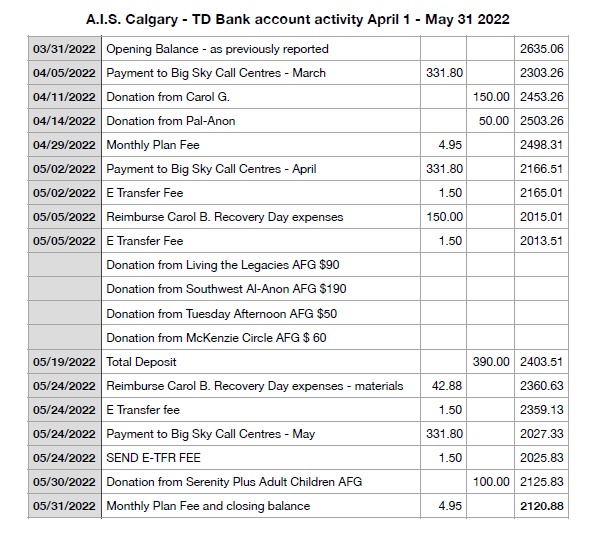 A.I.S. Calgary - TD Bank account activity April 1 - May 31 2022
03/31/2022 Opening Balance - as previously reported 2635.06
04/05/2022 Payment to Big Sky Call Centres - March 331.80 2303.26
04/11/2022 Donation from Carol G. 150.00 2453.26
04/14/2022 Donation from Pal-Anon 50.00 2503.26
04/29/2022 Monthly Plan Fee 4.95 2498.31
05/02/2022 Payment to Big Sky Call Centres - April 331.80 2166.51
05/02/2022 E Transfer Fee 1.50 2165.01
05/05/2022 Reimburse Carol B. Recovery Day expenses 150.00 2015.01
05/05/2022 E Transfer Fee 1.50 2013.51
Donation from Living the Legacies AFG $90
Donation from Southwest Al-Anon AFG $190
Donation from Tuesday Afternoon AFG $50
Donation from McKenzie Circle AFG $ 60
05/19/2022 Total Deposit 390.00 2403.51
05/24/2022 Reimburse Carol B. Recovery Day expenses - materials 42.88 2360.63
05/24/2022 E Transfer fee 1.50 2359.13
05/24/2022 Payment to Big Sky Call Centres - May 331.80 2027.33
05/24/2022 SEND E-TFR FEE 1.50 2025.83
05/30/2022 Donation from Serenity Plus Adult Children AFG 100.00 2125.83
05/31/2022 Monthly Plan Fee and closing balance 4.95 2120.88